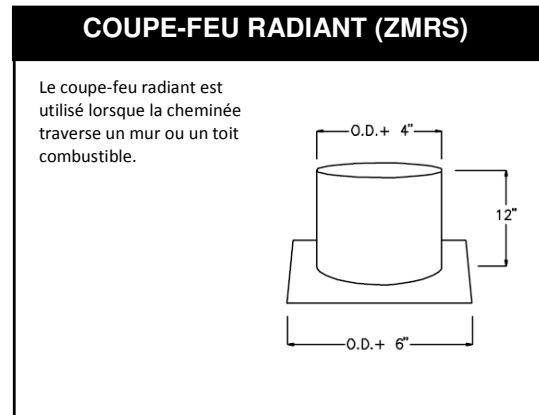 COUPE-FEU RADIANT (ZMRS)
Le coupe-feu radiant est
utilisé lorsque la cheminée
traverse un mur ou un toit
combustible.
O.D.+ 4"
12"
O.D.+ 6"